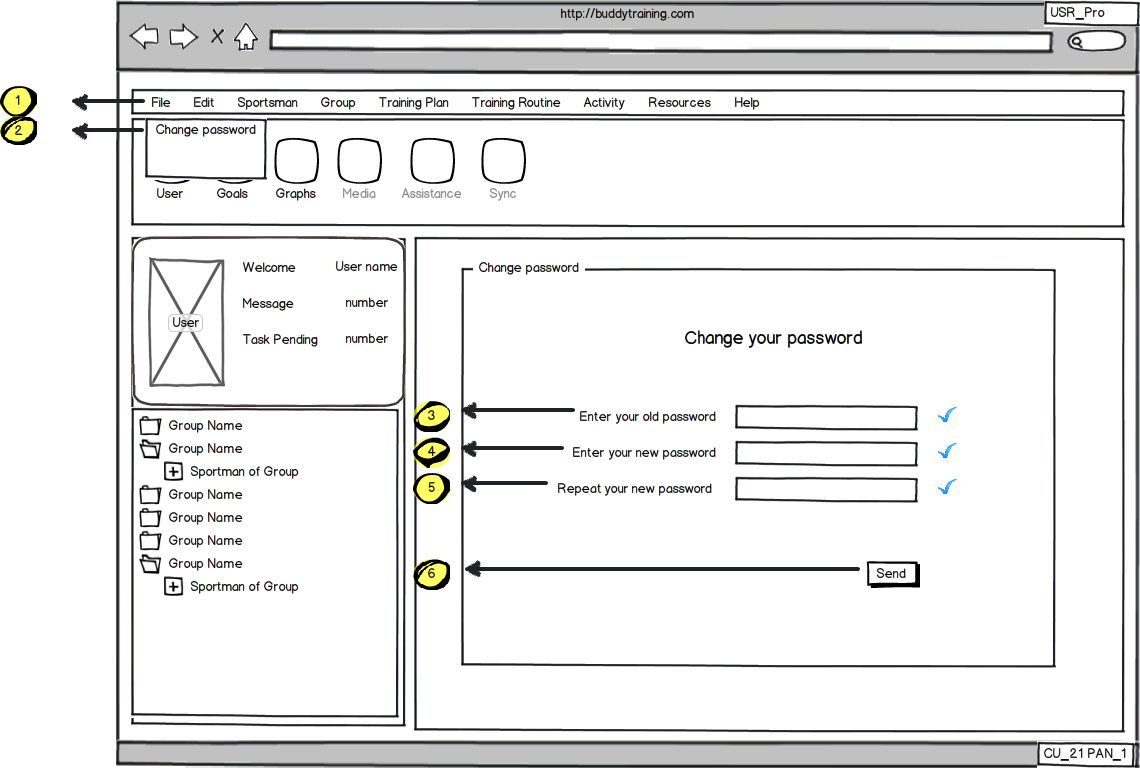 http://buddytraining.com
USR_Pro
1
File Edit Sportsman Group Training Plan Training Routine Activity Resources Help
2
Change password
User Goals Graphs Media Assistance Sync
Welcome User name
Message number
User
Task Pending number
Group Name
Group Name
Sportman of Group
Group Name
Group Name
Group Name
Group Name
Sportman of Group
Change password
Change your password
3 Enter your old password
4 Enter your new password
5 Repeat your new password
6 Send
CU_21 PAN_1